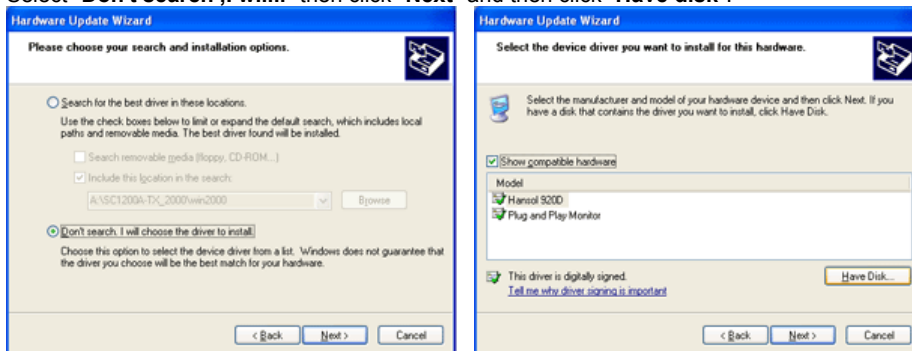 Select "Don't search ,I will.." then click "Next" and then click "Have disk".
Hardware Update Wizard
Please choose your search and installation options.
Search for the best driver in these locations.
Use the check boxes below to limit or expand the default search, which includes local
paths and removable media. The best driver found will be installed.
Search removable media (floppy, CD-ROM...)
Include this location in the search:
A:\SC1200A-TX_2000\win2000
Browse
Don't search. I will choose the driver to install.
Choose this option to select the device driver from a list. Windows does not guarantee that
the driver you choose will be the best match for your hardware.
< Back
Next >
Cancel
Hardware Update Wizard
Select the device driver you want to install for this hardware.
Select the manufacturer and model of your hardware device and then click Next. If you
have a disk that contains the driver you want to install, click Have Disk.
Show compatible hardware
Model
Hansol 920D
Plug and Play Monitor
This driver is digitally signed.
Tell me why driver signing is important
Have Disk...
< Back
Next >
Cancel